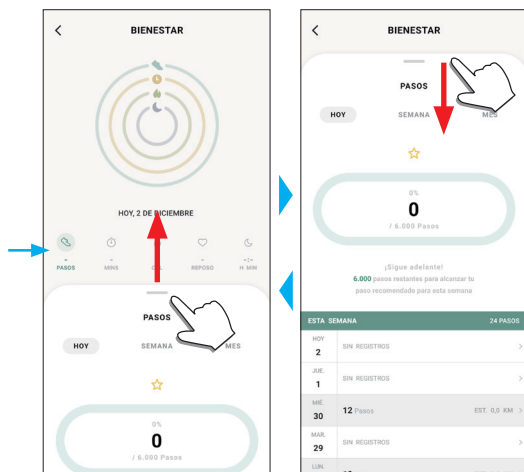 BIENESTAR
HOY, 2 DE DICIEMBRE
PASOS MINS REPOSO H MIN
PASOS
HOY SEMANA MES
0%
0
/ 6.000 Pasos
BIENESTAR
PASOS
HOY SEMANA MES
0%
0
/ 6.000 Pasos
¡Sigue adelante!
6.000 pasos restantes para alcanzar tu
paso recomendado para esta semana
ESTA SEMANA 24 PASOS
HOY
2 SIN REGISTROS
JUE.
1 SIN REGISTROS
MIÉ.
30 12 Pasos EST. 0,0 KM
MAR.
29 SIN REGISTROS
LUN.